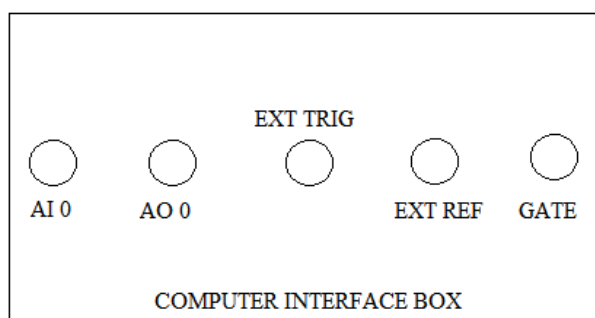 EXT TRIG
AI 0
AO 0
EXT REF
GATE
COMPUTER INTERFACE BOX